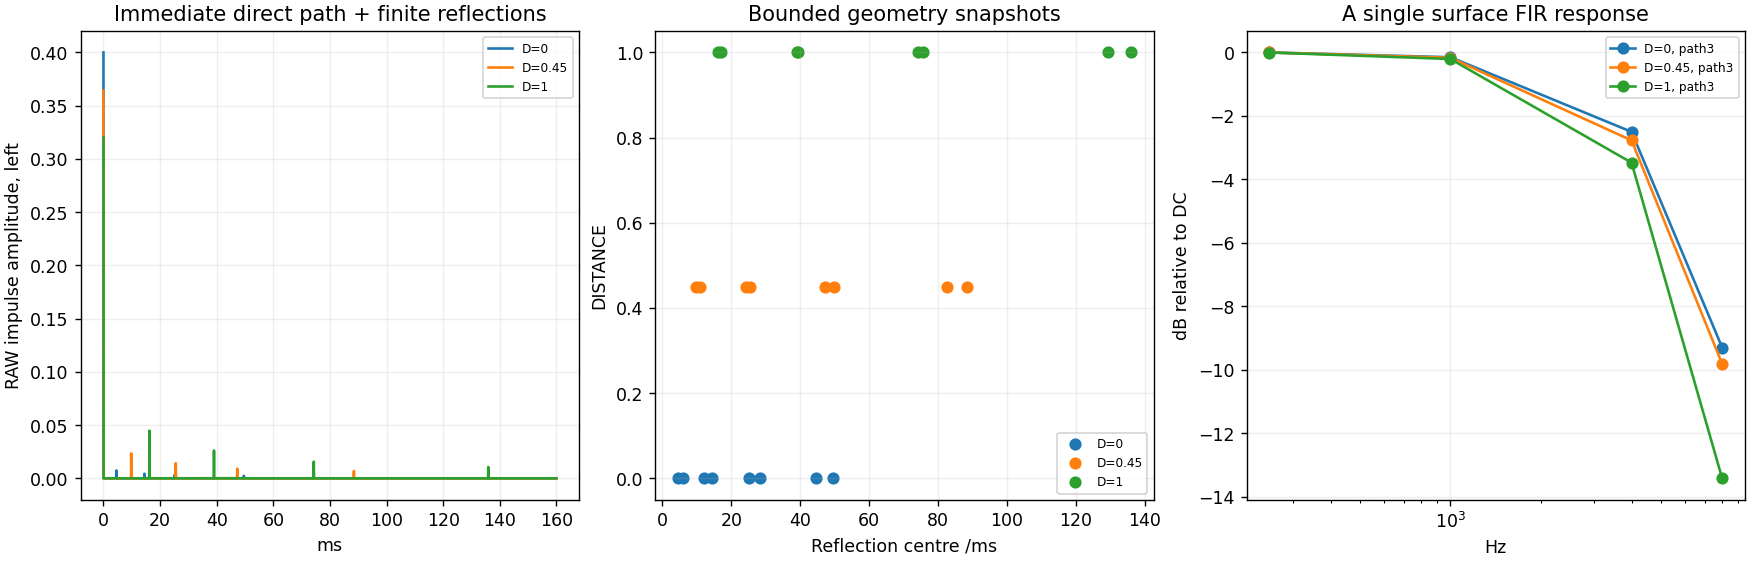 Immediate direct path + finite reflections
RAW impulse amplitude, left
0.40
0.35
0.30
0.25
0.20
0.15
0.10
0.05
0.00
D=0
D=0.45
D=1
0 20 40 60 80 100 120 140 160
ms
Bounded geometry snapshots
DISTANCE
1.0
0.8
0.6
0.4
0.2
0.0
D=0
D=0.45
D=1
0 20 40 60 80 100 120 140
Reflection centre /ms
A single surface FIR response
dB relative to DC
0
−2
−4
−6
−8
−10
−12
−14
D=0, path3
D=0.45, path3
D=1, path3
10³
Hz